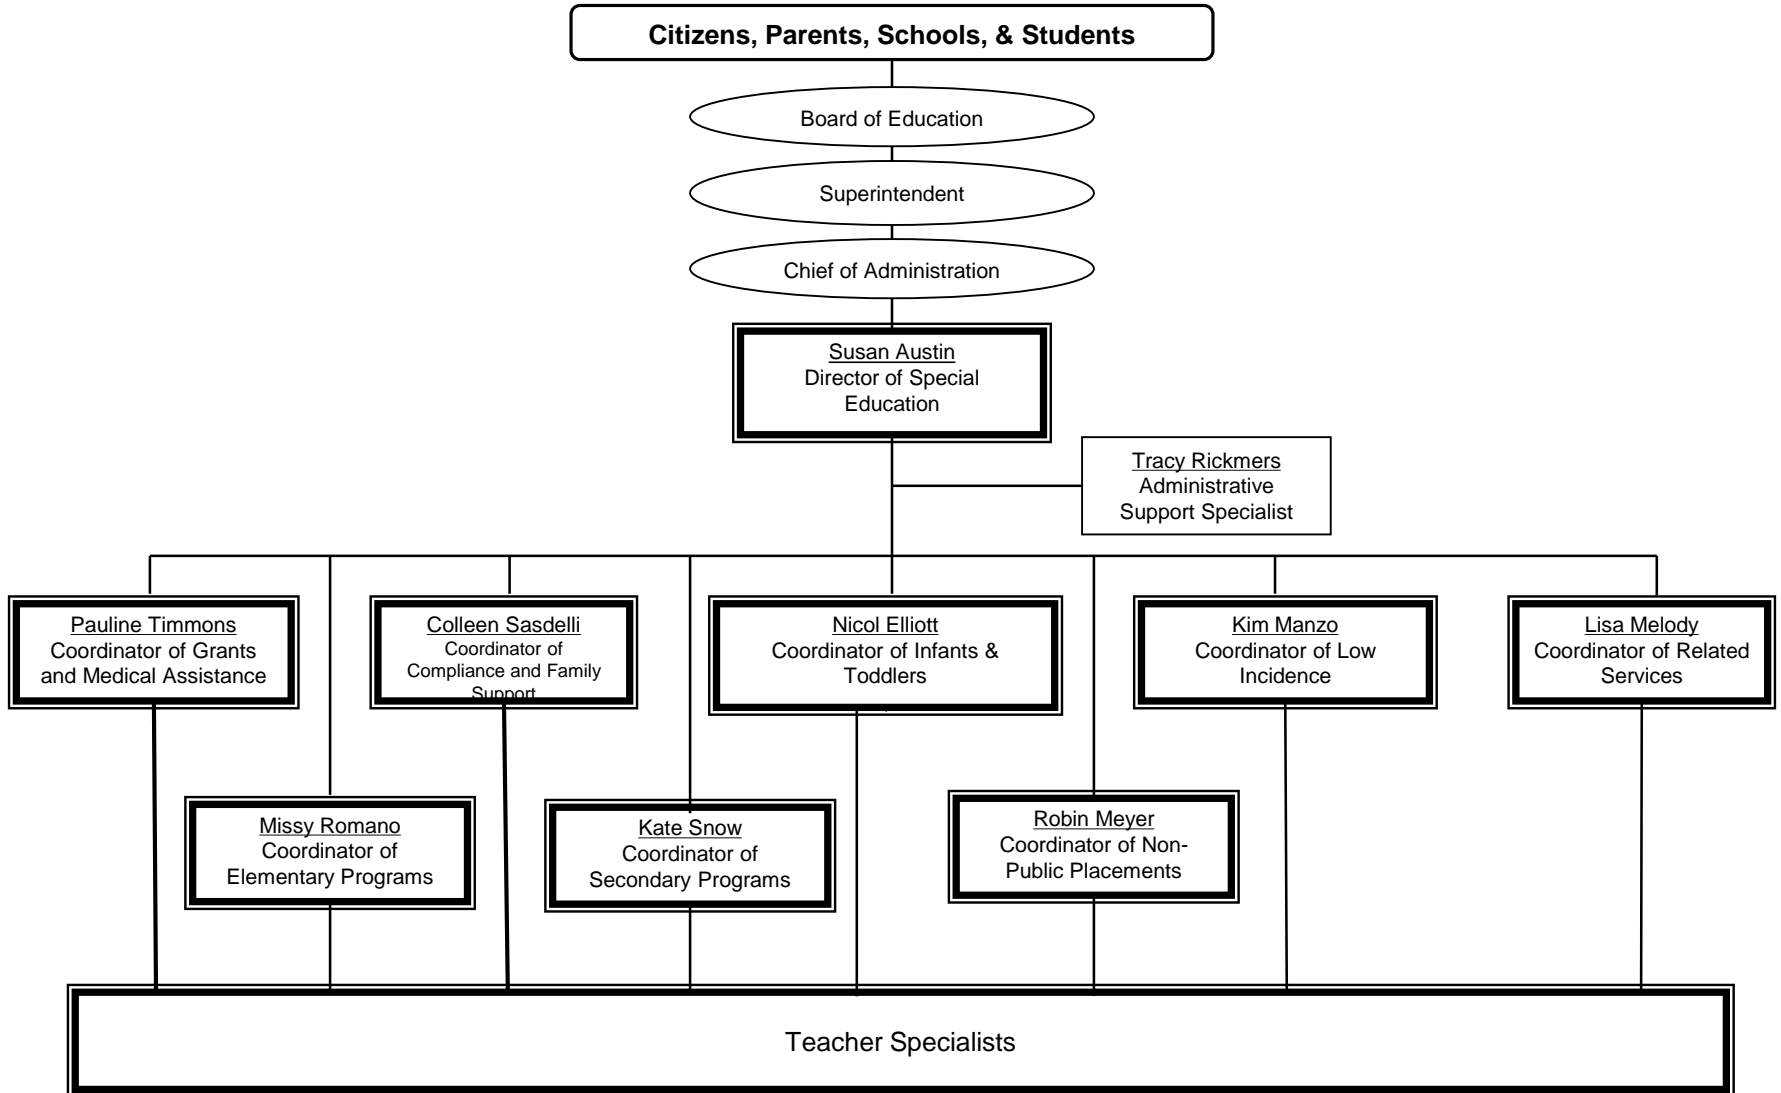 Citizens, Parents, Schools, & Students
Board of Education
Superintendent
Chief of Administration
Susan Austin
Director of Special
Education
Tracy Rickmers
Administrative
Support Specialist
Pauline Timmons
Coordinator of Grants
and Medical Assistance
Colleen Sasdelli
Coordinator of
Compliance and Family
Support
Nicol Elliott
Coordinator of Infants &
Toddlers
Kim Manzo
Coordinator of Low
Incidence
Lisa Melody
Coordinator of Related
Services
Missy Romano
Coordinator of
Elementary Programs
Kate Snow
Coordinator of
Secondary Programs
Robin Meyer
Coordinator of Non-
Public Placements
Teacher Specialists